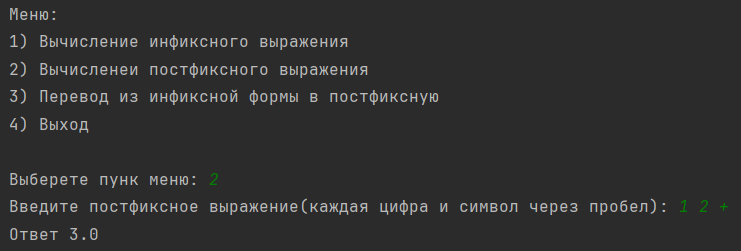 Меню:
1) Вычисление инфиксного выражения
2) Вычисленеи постфиксного выражения
3) Перевод из инфиксной формы в постфиксную
4) Выход
Выберете пунк меню: 2
Введите постфиксное выражение(каждая цифра и символ через пробел): 1 2 +
Ответ 3.0